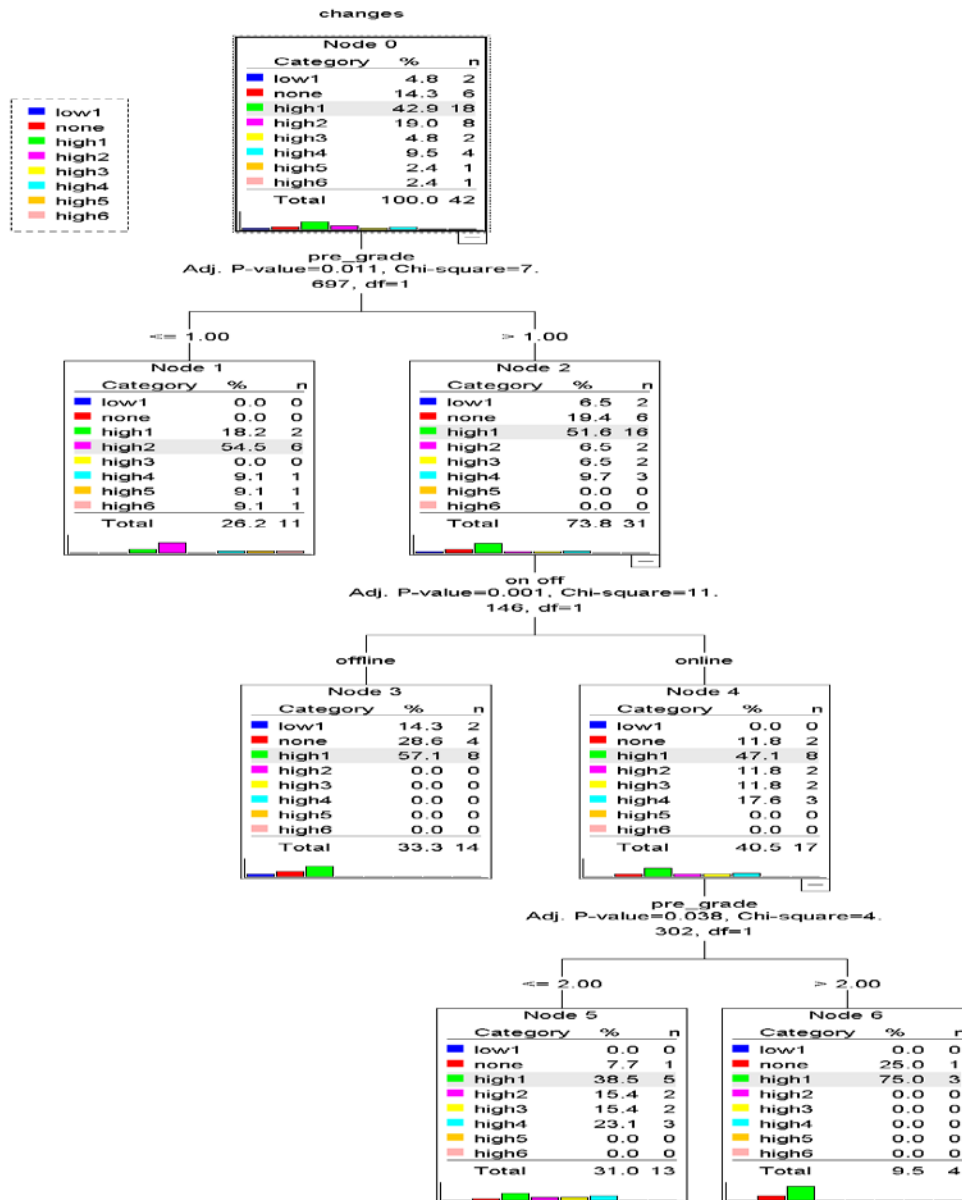 changes
Node 0
Category % n
low1 4.8 2
none 14.3 6
high1 42.9 18
high2 19.0 8
high3 4.8 2
high4 9.5 4
high5 2.4 1
high6 2.4 1
Total 100.0 42
low1
none
high1
high2
high3
high4
high5
high6
pre_grade
Adj. P-value=0.011, Chi-square=7.
697, df=1
<= 1.00
> 1.00
Node 1
Category % n
low1 0.0 0
none 0.0 0
high1 18.2 2
high2 54.5 6
high3 0.0 0
high4 9.1 1
high5 9.1 1
high6 9.1 1
Total 26.2 11
Node 2
Category % n
low1 6.5 2
none 19.4 6
high1 51.6 16
high2 6.5 2
high3 6.5 2
high4 9.7 3
high5 0.0 0
high6 0.0 0
Total 73.8 31
on off
Adj. P-value=0.001, Chi-square=11.
146, df=1
offline
online
Node 3
Category % n
low1 14.3 2
none 28.6 4
high1 57.1 8
high2 0.0 0
high3 0.0 0
high4 0.0 0
high5 0.0 0
high6 0.0 0
Total 33.3 14
Node 4
Category % n
low1 0.0 0
none 11.8 2
high1 47.1 8
high2 11.8 2
high3 11.8 2
high4 17.6 3
high5 0.0 0
high6 0.0 0
Total 40.5 17
pre_grade
Adj. P-value=0.038, Chi-square=4.
302, df=1
<= 2.00
> 2.00
Node 5
Category % n
low1 0.0 0
none 7.7 1
high1 38.5 5
high2 15.4 2
high3 15.4 2
high4 23.1 3
high5 0.0 0
high6 0.0 0
Total 31.0 13
Node 6
Category % n
low1 0.0 0
none 25.0 1
high1 75.0 3
high2 0.0 0
high3 0.0 0
high4 0.0 0
high5 0.0 0
high6 0.0 0
Total 9.5 4